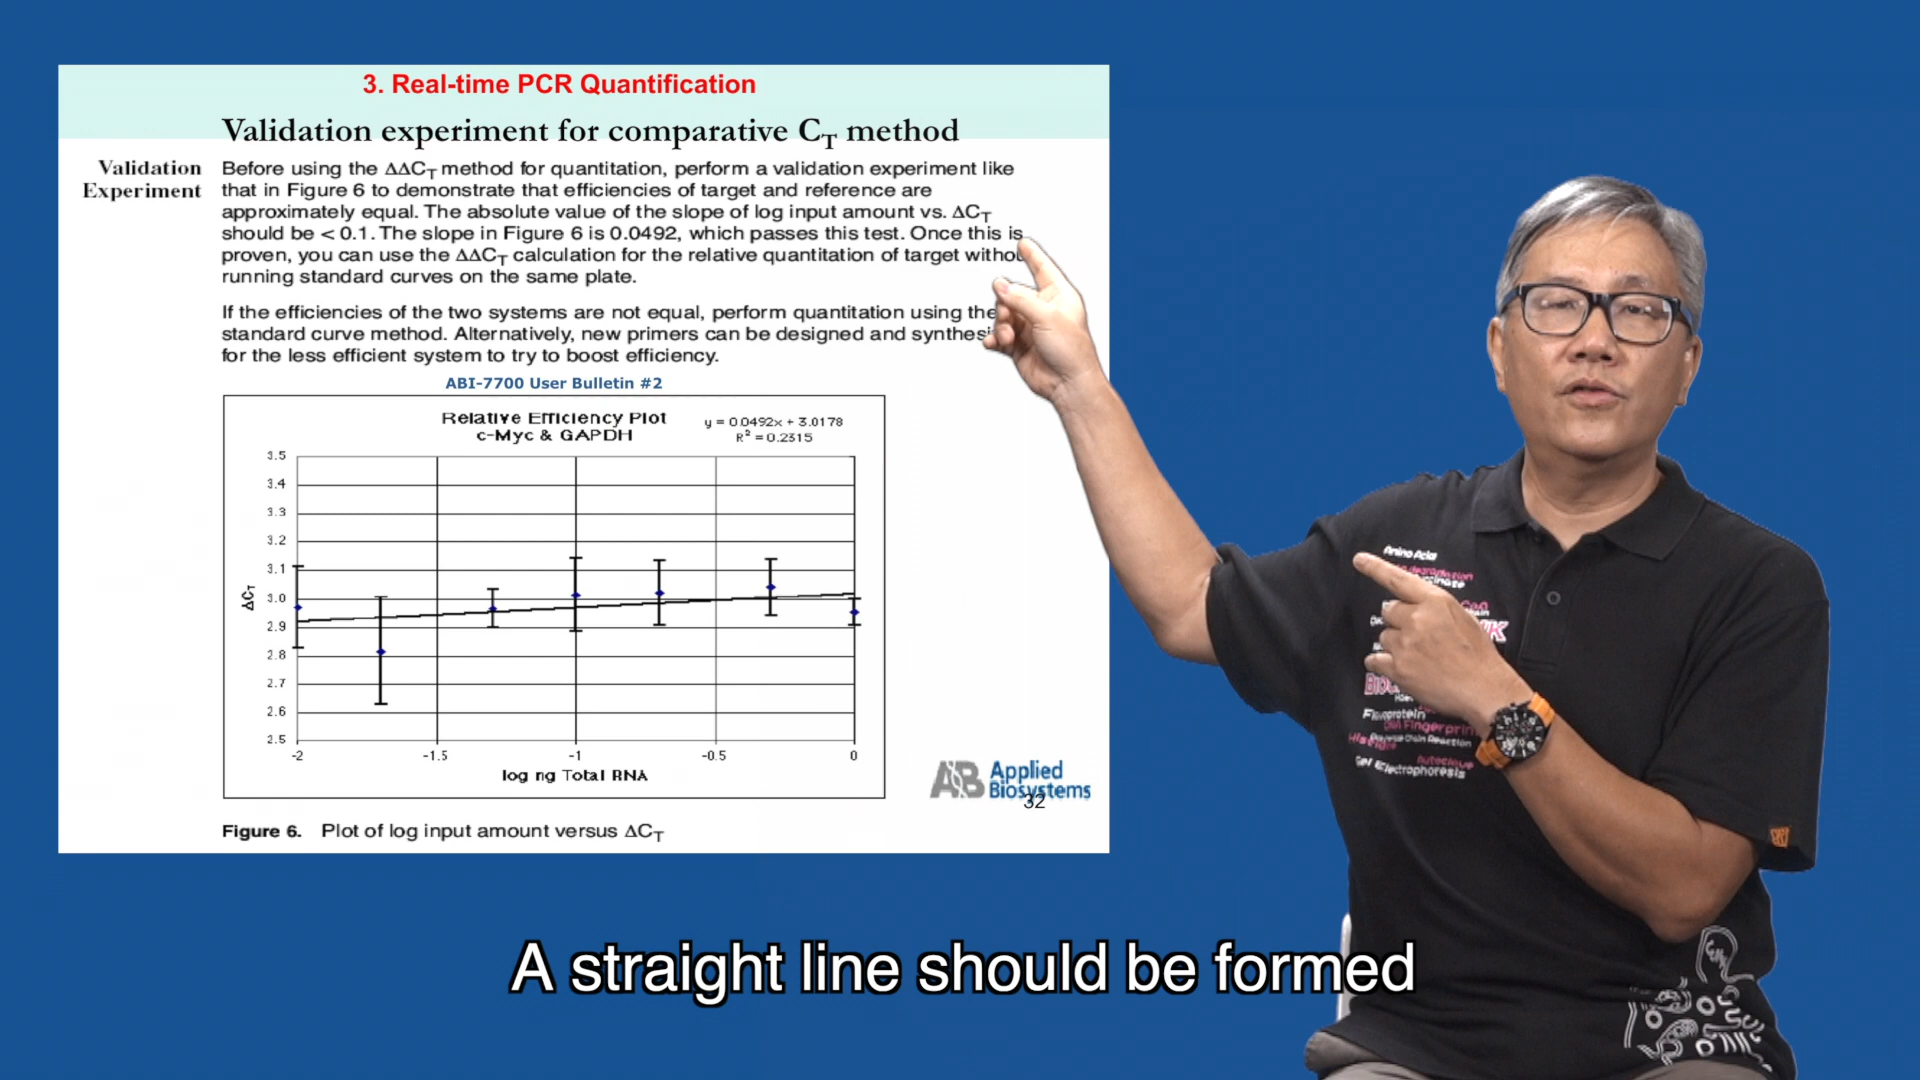 3. Real-time PCR Quantification
Validation experiment for comparative CT method
Validation
Experiment
Before using the ΔΔCT method for quantitation, perform a validation experiment like
that in Figure 6 to demonstrate that efficiencies of target and reference are
approximately equal. The absolute value of the slope of log input amount vs. ΔCT
should be < 0.1. The slope in Figure 6 is 0.0492, which passes this test. Once this is
proven, you can use the ΔΔCT calculation for the relative quantitation of target withou
running standard curves on the same plate.
If the efficiencies of the two systems are not equal, perform quantitation using the
standard curve method. Alternatively, new primers can be designed and synthesi
for the less efficient system to try to boost efficiency.
ABI-7700 User Bulletin #2
Relative Efficiency Plot
c-Myc & GAPDH
y = 0.0492x + 3.0178
R² = 0.2315
3.5
3.4
3.3
3.2
3.1
3.0
2.9
2.8
2.7
2.6
2.5
ΔCT
-2
-1.5
-1
-0.5
0
log ng Total RNA
Figure 6. Plot of log input amount versus ΔCT
AB Applied
Biosystems
32
Amino Acid
Fingerprin
Chain Reaction
Autoclave
Gel Electrophoresis
A straight line should be formed